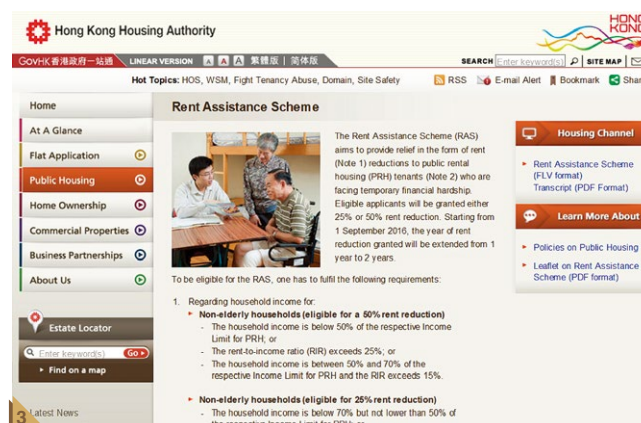 Hong Kong Housing Authority
HONG
KONG
GovHK 香港政府一站通 LINEAR VERSION A A A 繁體版 | 简体版 SEARCH Enter keyword(s) SITE MAP
Hot Topics: HOS, WSM, Fight Tenancy Abuse, Domain, Site Safety RSS E-mail Alert Bookmark Shar
Home
At A Glance
Flat Application
Public Housing
Home Ownership
Commercial Properties
Business Partnerships
About Us
Estate Locator
Enter keyword(s) Go
Find on a map
Latest News
3
Rent Assistance Scheme
The Rent Assistance Scheme (RAS)
aims to provide relief in the form of rent
(Note 1) reductions to public rental
housing (PRH) tenants (Note 2) who are
facing temporary financial hardship.
Eligible applicants will be granted either
25% or 50% rent reduction. Starting from
1 September 2016, the year of rent
reduction granted will be extended from 1
year to 2 years.
To be eligible for the RAS, one has to fulfil the following requirements:
1. Regarding household income for:
Non-elderly households (eligible for a 50% rent reduction)
- The household income is below 50% of the respective Income
Limit for PRH; or
- The rent-to-income ratio (RIR) exceeds 25%; or
- The household income is between 50% and 70% of the
respective Income Limit for PRH and the RIR exceeds 15%.
Non-elderly households (eligible for 25% rent reduction)
- The household income is below 70% but not lower than 50% of
the respective Income Limit for PRH; or
Housing Channel
Rent Assistance Scheme
(FLV format)
Transcript (PDF Format)
Learn More About
Policies on Public Housing
Leaflet on Rent Assistance
Scheme (PDF format)